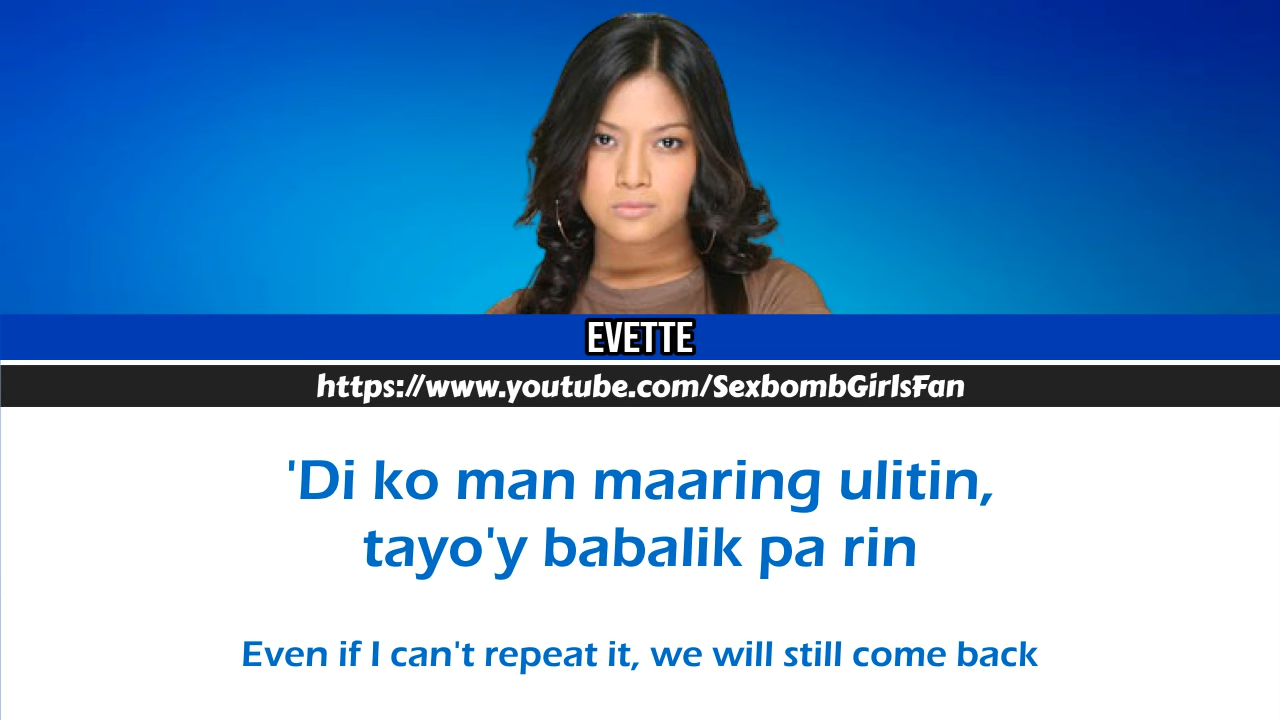 EVETTE
https://www.youtube.com/SexbombGirlsFan
'Di ko man maaring ulitin,
tayo'y babalik pa rin
Even if I can't repeat it, we will still come back